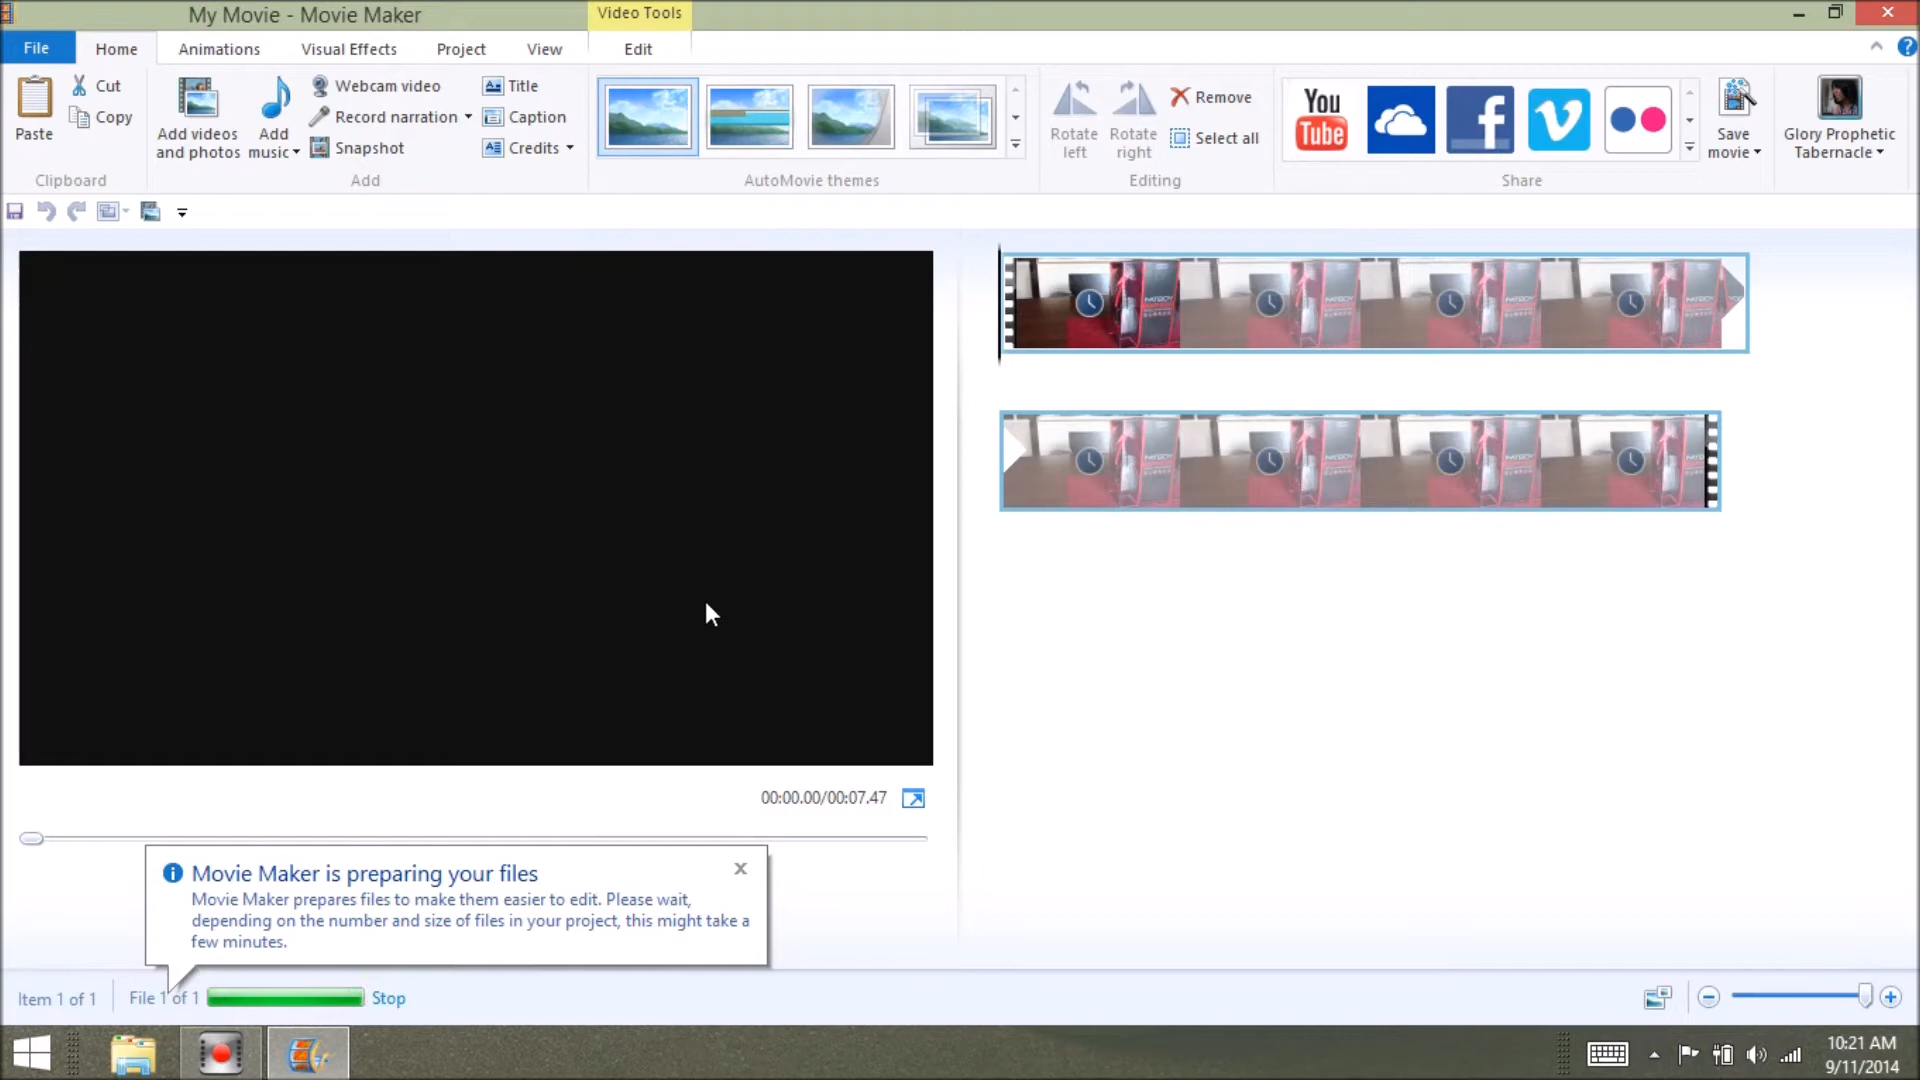 My Movie - Movie Maker
Video Tools
File
Home
Animations
Visual Effects
Project
View
Edit
Paste
Cut
Copy
Clipboard
Add videos
and photos
Add
music
Webcam video
Record narration
Snapshot
Title
Caption
Credits
Add
AutoMovie themes
Rotate
left
Rotate
right
Remove
Select all
Editing
You
Tube
Share
Save
movie
Glory Prophetic
Tabernacle
00:00.00/00:07.47
Movie Maker is preparing your files
Movie Maker prepares files to make them easier to edit. Please wait,
depending on the number and size of files in your project, this might take a
few minutes.
Item 1 of 1
File 1 of 1
Stop
10:21 AM
9/11/2014